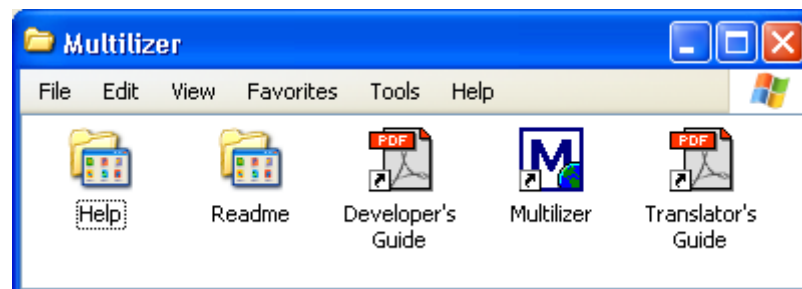 Multilizer
File Edit View Favorites Tools Help
PDF PDF
M
Help Readme Developer's Guide Multilizer Translator's Guide